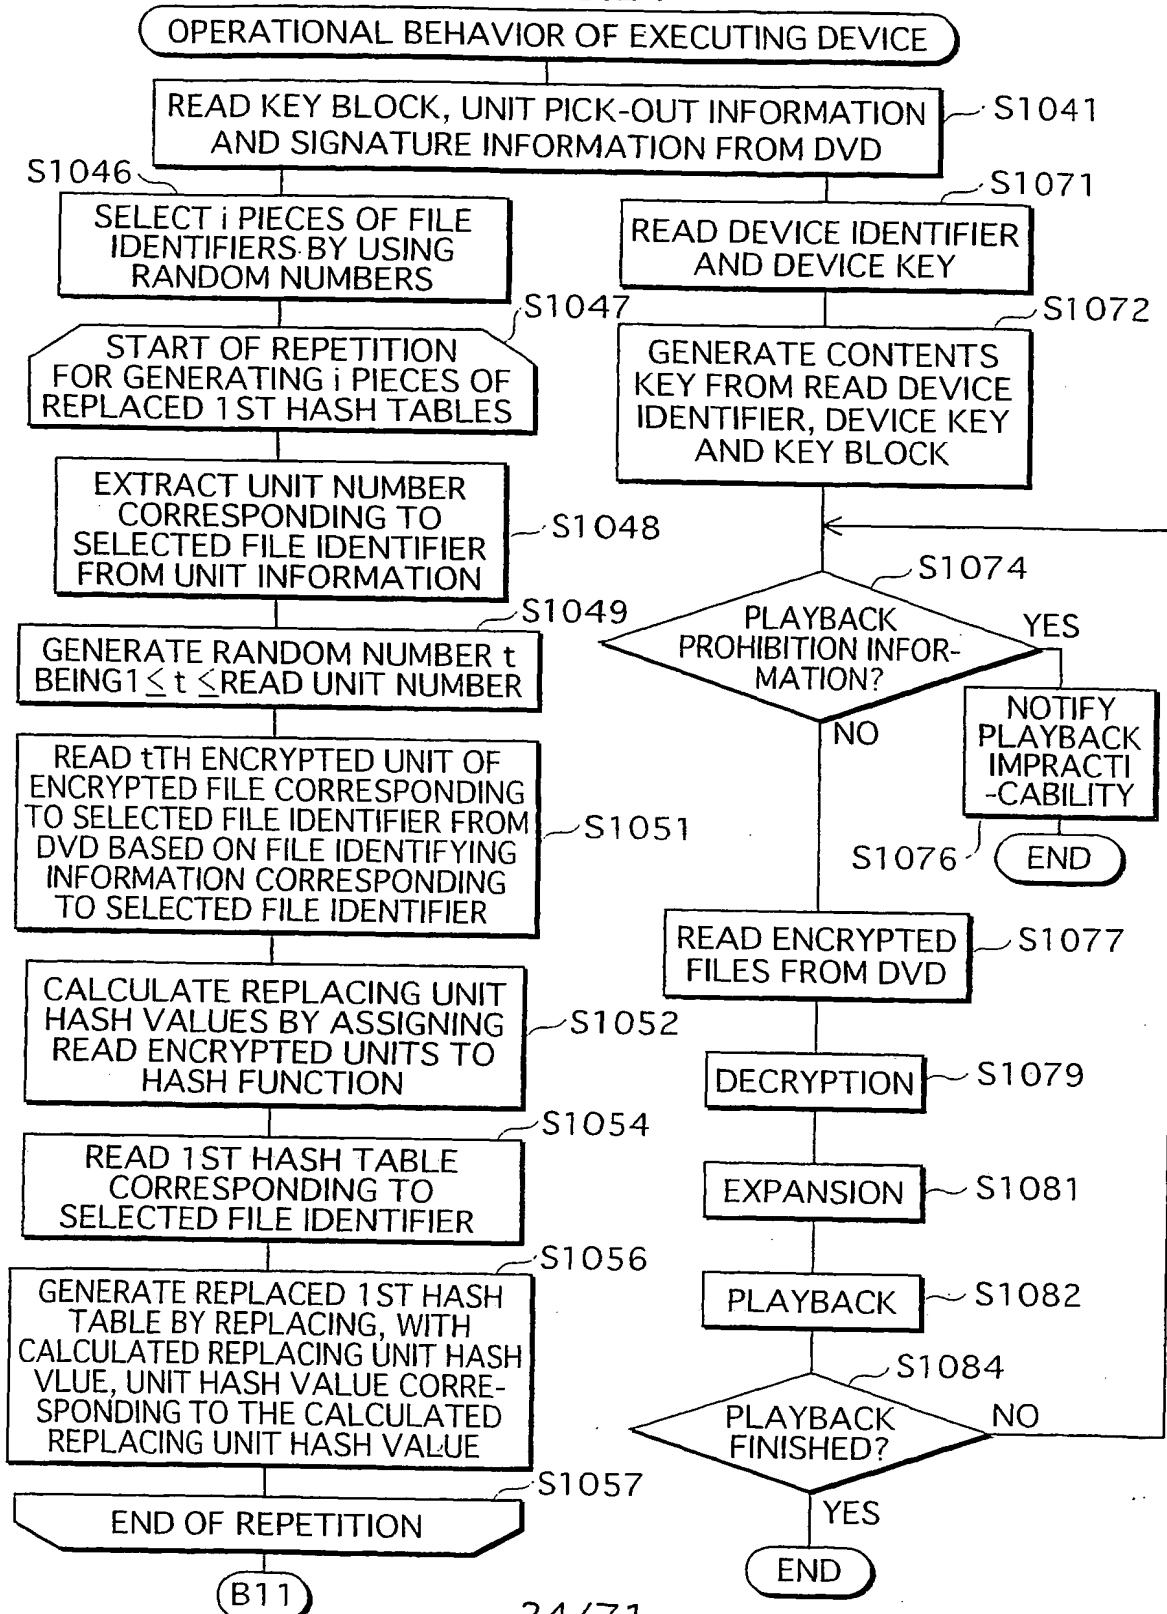 OPERATIONAL BEHAVIOR OF EXECUTING DEVICE
READ KEY BLOCK, UNIT PICK-OUT INFORMATION
AND SIGNATURE INFORMATION FROM DVD
S1041
S1046
SELECT i PIECES OF FILE
IDENTIFIERS BY USING
RANDOM NUMBERS
S1047
START OF REPETITION
FOR GENERATING i PIECES OF
REPLACED 1ST HASH TABLES
EXTRACT UNIT NUMBER
CORRESPONDING TO
SELECTED FILE IDENTIFIER
FROM UNIT INFORMATION
S1048
S1049
GENERATE RANDOM NUMBER t
BEING1 ≤ t ≤READ UNIT NUMBER
READ tTH ENCRYPTED UNIT OF
ENCRYPTED FILE CORRESPONDING
TO SELECTED FILE IDENTIFIER FROM
DVD BASED ON FILE IDENTIFYING
INFORMATION CORRESPONDING
TO SELECTED FILE IDENTIFIER
S1051
CALCULATE REPLACING UNIT
HASH VALUES BY ASSIGNING
READ ENCRYPTED UNITS TO
HASH FUNCTION
S1052
S1054
READ 1ST HASH TABLE
CORRESPONDING TO
SELECTED FILE IDENTIFIER
S1056
GENERATE REPLACED 1ST HASH
TABLE BY REPLACING, WITH
CALCULATED REPLACING UNIT HASH
VLUE, UNIT HASH VALUE CORRE-
SPONDING TO THE CALCULATED
REPLACING UNIT HASH VALUE
S1057
END OF REPETITION
B11
S1071
READ DEVICE IDENTIFIER
AND DEVICE KEY
S1072
GENERATE CONTENTS
KEY FROM READ DEVICE
IDENTIFIER, DEVICE KEY
AND KEY BLOCK
S1074
PLAYBACK
PROHIBITION INFOR-
MATION?
YES
NO
NOTIFY
PLAYBACK
IMPRACTI
-CABILITY
S1076
END
READ ENCRYPTED
FILES FROM DVD
S1077
DECRYPTION
S1079
EXPANSION
S1081
PLAYBACK
S1082
S1084
PLAYBACK
FINISHED?
NO
YES
END
24/71